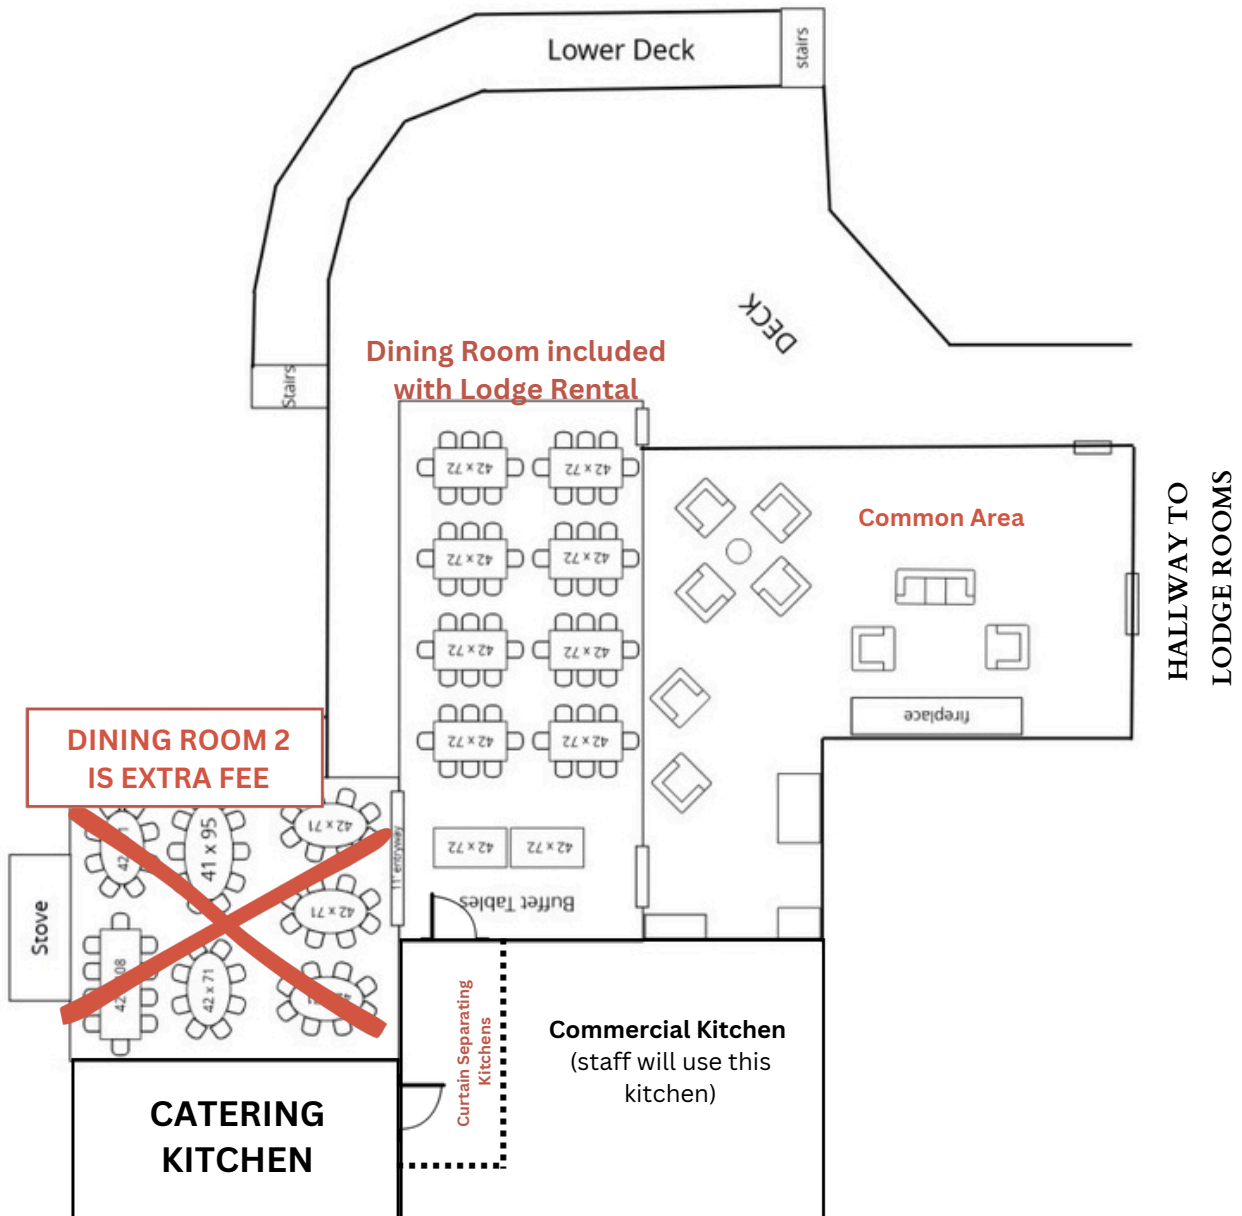 Lower Deck
stairs
DECK
Dining Room included
with Lodge Rental
Stairs
42 x 72
42 x 72
42 x 72
42 x 72
42 x 72
42 x 72
42 x 72
42 x 72
Common Area
HALLWAY TO
LODGE ROOMS
fireplace
DINING ROOM 2
IS EXTRA FEE
41 x 95
42 x 71
42 x 71
42 x 71
11' entryway
42 x 72
42 x 72
Buffet Tables
Stove
Curtain Separating
Kitchens
Commercial Kitchen
(staff will use this
kitchen)
CATERING
KITCHEN